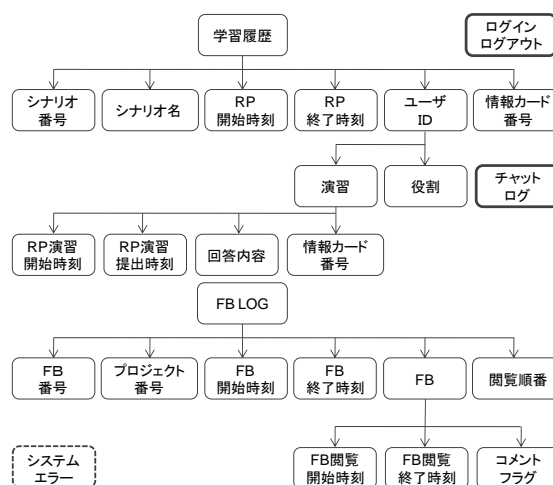 学習履歴
ログイン
ログアウト
シナリオ
番号
シナリオ名
RP
開始時刻
RP
終了時刻
ユーザ
ID
情報カード
番号
演習
役割
チャット
ログ
RP演習
開始時刻
RP演習
提出時刻
回答内容
情報カード
番号
FB LOG
FB
番号
プロジェクト
番号
FB
開始時刻
FB
終了時刻
FB
閲覧順番
システム
エラー
FB閲覧
開始時刻
FB閲覧
終了時刻
コメント
フラグ